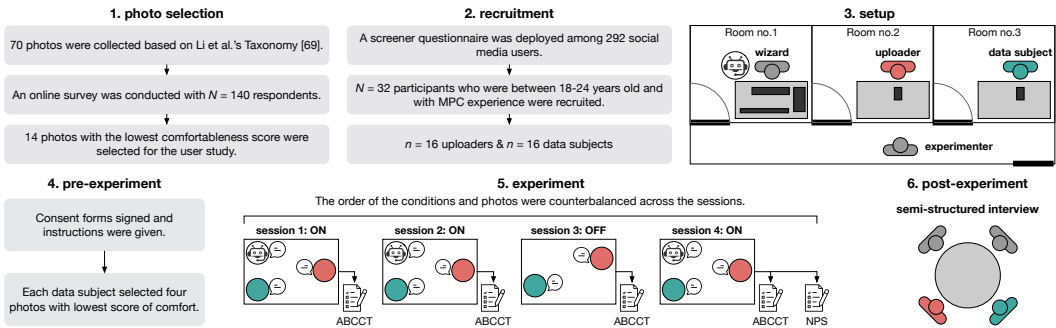 1. photo selection
70 photos were collected based on Li et al.'s Taxonomy [69].
An online survey was conducted with N = 140 respondents.
14 photos with the lowest comfortableness score were
selected for the user study.
2. recruitment
A screener questionnaire was deployed among 292 social
media users.
N = 32 participants who were between 18-24 years old and
with MPC experience were recruited.
n = 16 uploaders & n = 16 data subjects
3. setup
Room no.1
Room no.2
Room no.3
wizard
uploader
data subject
experimenter
4. pre-experiment
Consent forms signed and
instructions were given.
Each data subject selected four
photos with lowest score of comfort.
5. experiment
The order of the conditions and photos were counterbalanced across the sessions.
session 1: ON
session 2: ON
session 3: OFF
session 4: ON
ABCCT
ABCCT
ABCCT
ABCCT
NPS
6. post-experiment
semi-structured interview